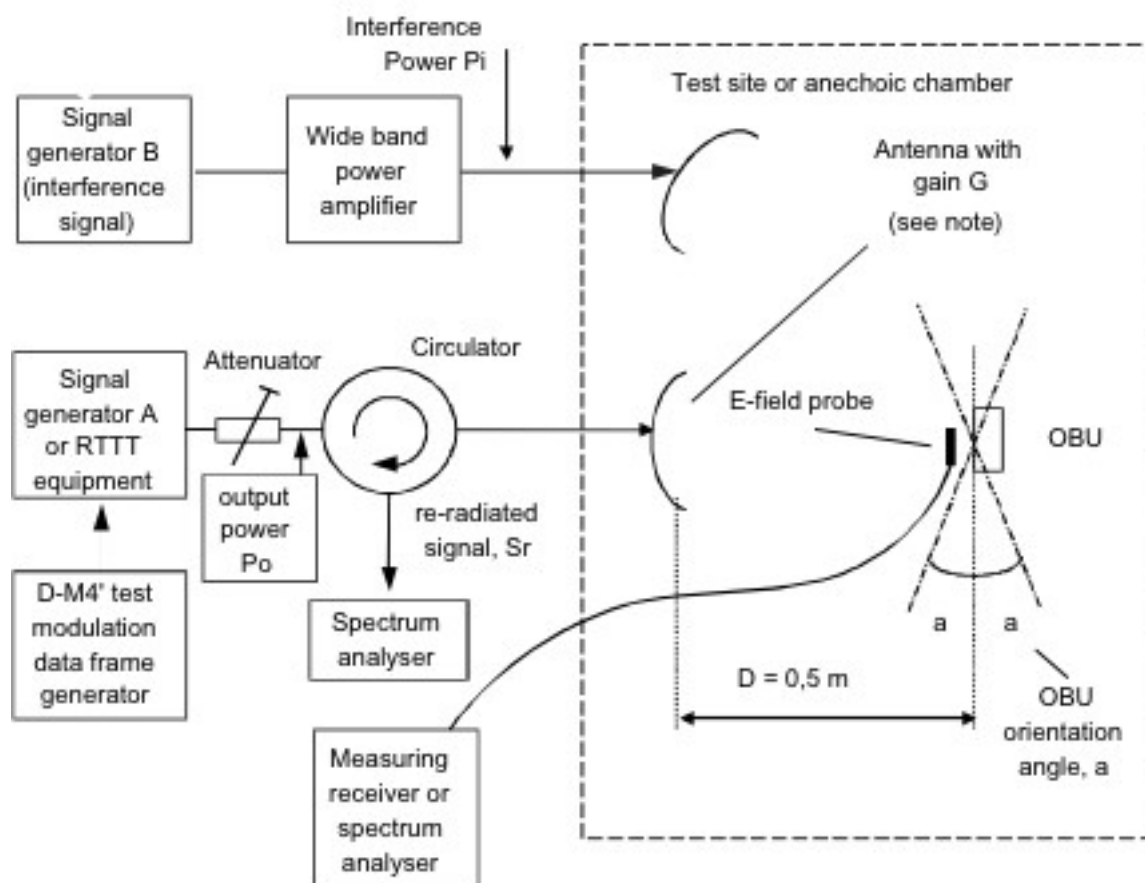 Interference
Power Pi
Test site or anechoic chamber
Signal
generator B
(interference
signal)
Wide band
power
amplifier
Antenna with
gain G
(see note)
Attenuator
Circulator
Signal
generator A
or RTTT
equipment
E-field probe
OBU
output
power
Po
re-radiated
signal, Sr
D-M4' test
modulation
data frame
generator
Spectrum
analyser
a
a
D = 0,5 m
OBU
orientation
angle, a
Measuring
receiver or
spectrum
analyser